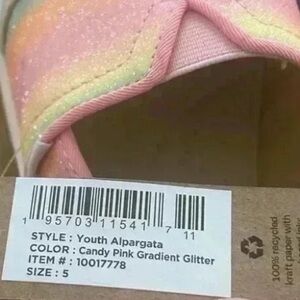 1 95703 11541 7 11
STYLE : Youth Alpargata
COLOR : Candy Pink Gradient Glitter
ITEM # : 10017778
SIZE : 5
100% recycled
kraft paper with